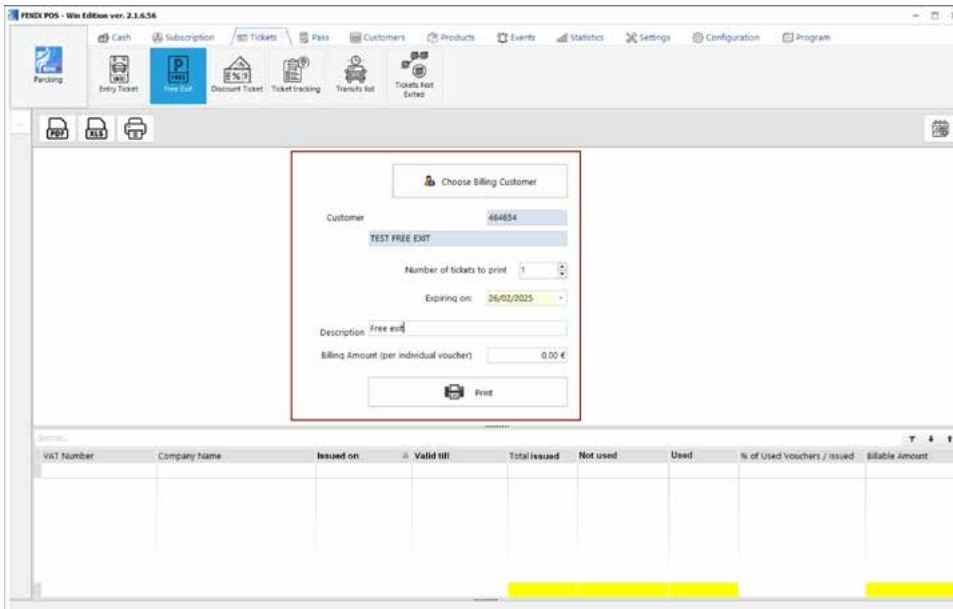 FENIX POS - Win Edition ver. 2.1.6.56
Cash Subscription Tickets Pass Customers Products Events Statistics Settings Configuration Program
Parcking
Entry Ticket
FREE
Free Exit
Discount Ticket
Ticket tracking
Transits list
Tickets Not Exited
PDF XLS
Choose Billing Customer
Customer 464654
TEST FREE EXIT
Number of tickets to print 1
Expiring on: 26/02/2025
Description Free exit
Billing Amount (per individual voucher) 0.00 €
Print
Search...
VAT Number Company Name Issued on Valid till Total issued Not used Used % of Used Vouchers / Issued Billable Amount